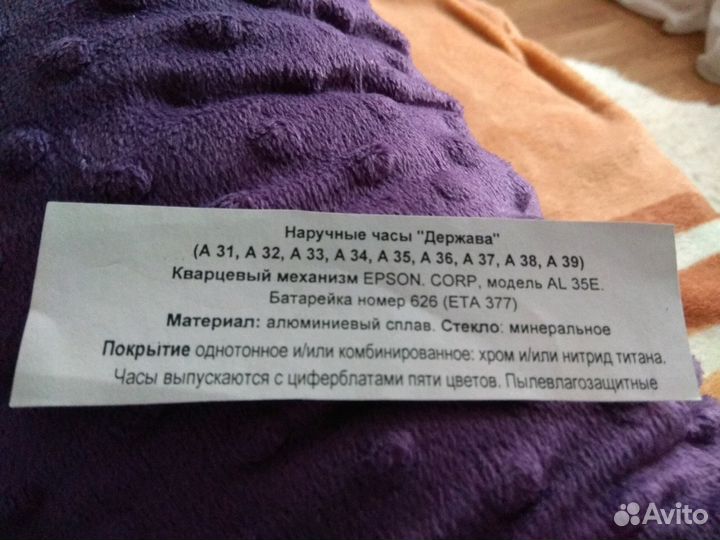 Наручные часы "Держава"
(А 31, А 32, А 33, А 34, А 35, А 36, А 37, А 38, А 39)
Кварцевый механизм EPSON. CORP, модель AL 35E.
Батарейка номер 626 (ETA 377)
Материал: алюминиевый сплав. Стекло: минеральное
Покрытие однотонное и/или комбинированное: хром и/или нитрид титана.
Часы выпускаются с циферблатами пяти цветов. Пылевлагозащитные
Avito